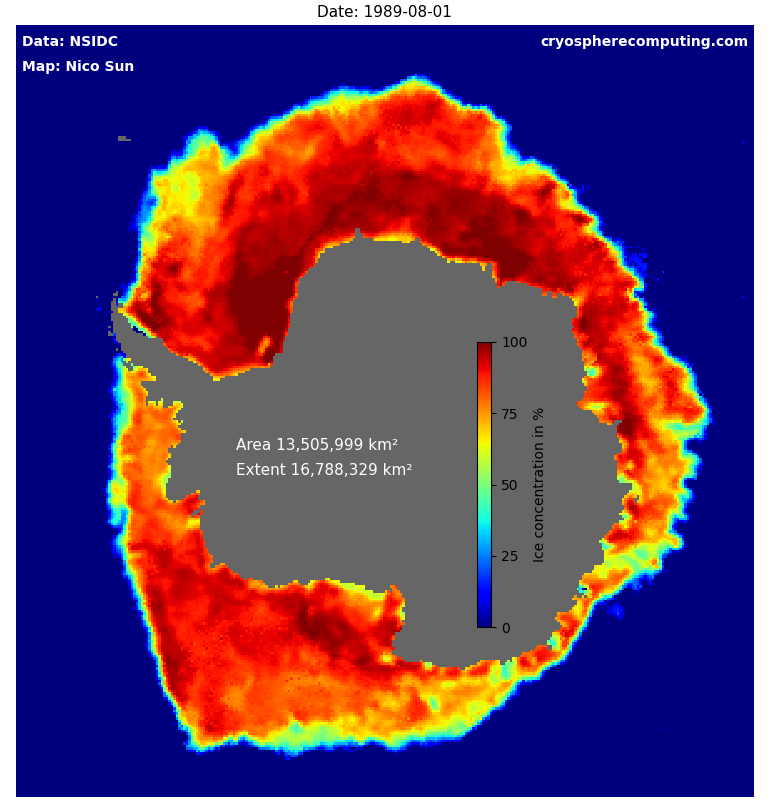 Date: 1989-08-01
Data: NSIDC
cryospherecomputing.com
Map: Nico Sun
100
75
50
25
0
Ice concentration in %
Area 13,505,999 km²
Extent 16,788,329 km²